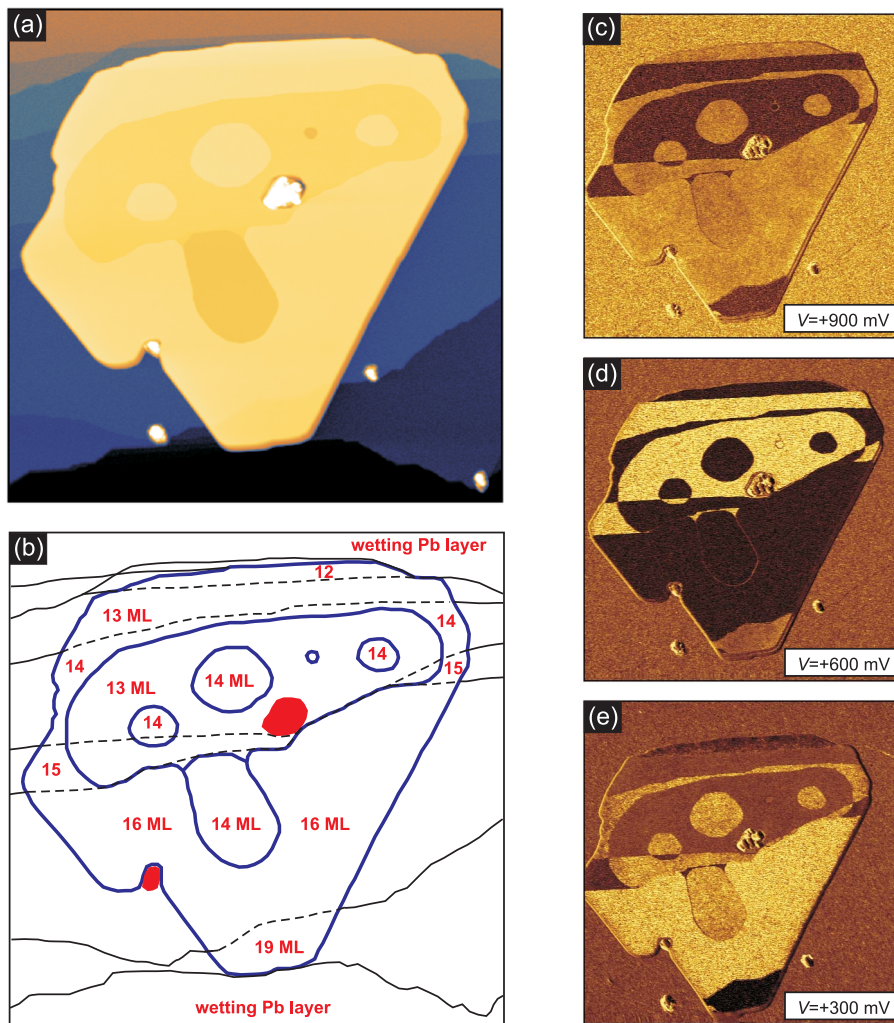 (a)
(b)
wetting Pb layer
12
13 ML
14
14
15
13 ML
14 ML
14
14
15
16 ML
14 ML
16 ML
19 ML
wetting Pb layer
(c)
V=+900 mV
(d)
V=+600 mV
(e)
V=+300 mV